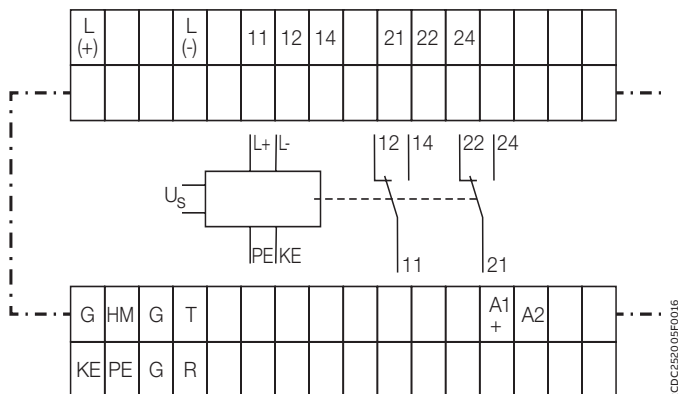 L (+) L (-) 11 12 14 21 22 24
L+ L- 12 14 22 24
Us
PE KE 11 21
G HM G T A1 + A2
KE PE G R
CDC252005F0016